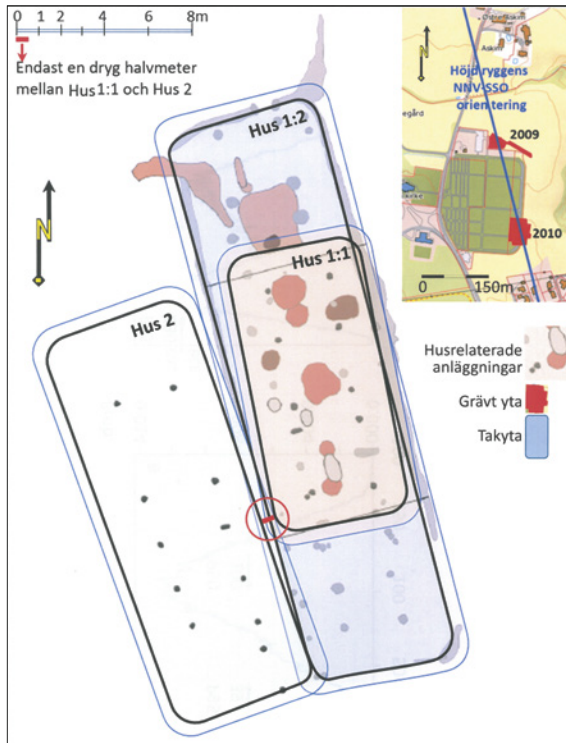 0 2 4 6 8m
Endast en dryg halvmeter
mellan Hus 1:1 och Hus 2
N
Hus 1:2
Hus 1:1
Hus 2
N
Höjdryggens
NNV-SSO
orientering
egård
2009
2010
0 150m
Husrelaterade
anläggningar
Grävt yta
Takyta